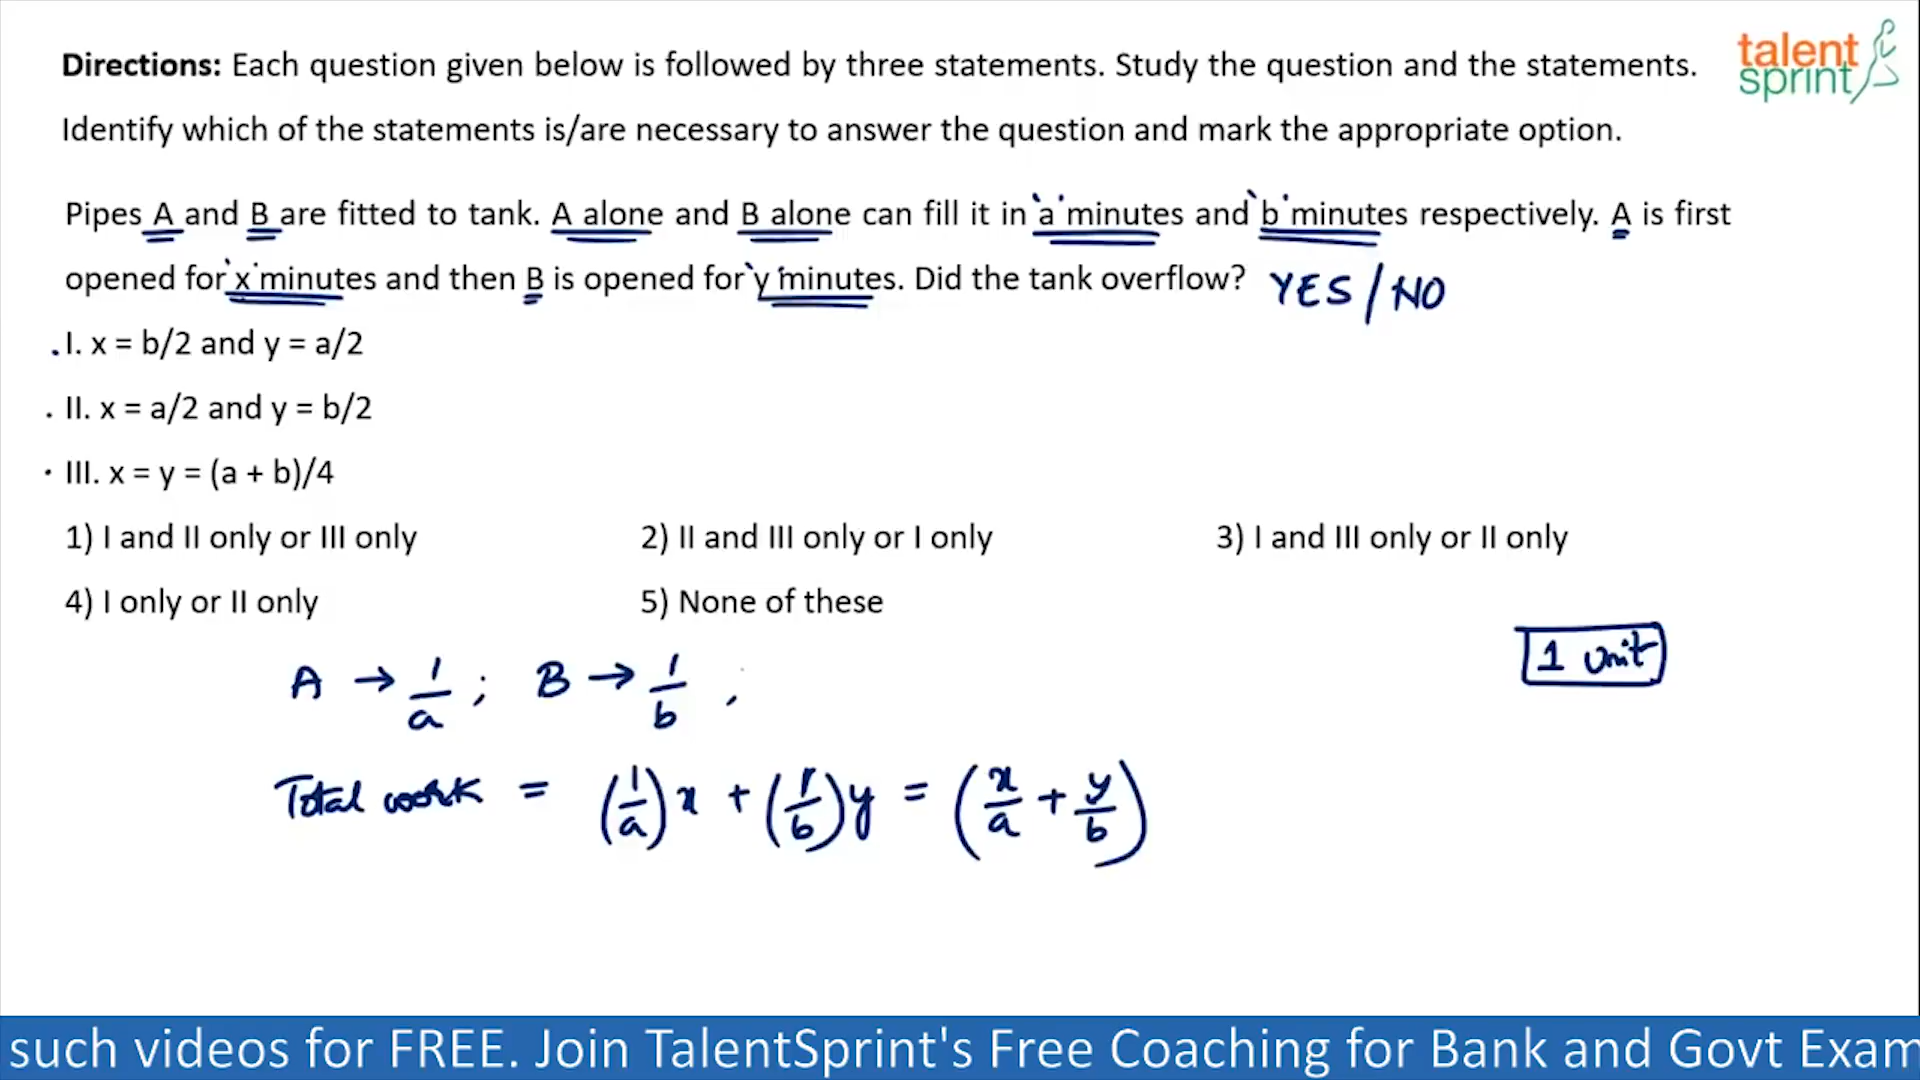 talent
sprint
Directions: Each question given below is followed by three statements. Study the question and the statements.
Identify which of the statements is/are necessary to answer the question and mark the appropriate option.
Pipes A and B are fitted to tank. A alone and B alone can fill it in 'a' minutes and 'b' minutes respectively. A is first
opened for 'x' minutes and then B is opened for 'y' minutes. Did the tank overflow? YES / NO
I. x = b/2 and y = a/2
II. x = a/2 and y = b/2
III. x = y = (a + b)/4
1) I and II only or III only 2) II and III only or I only 3) I and III only or II only
4) I only or II only 5) None of these
1 unit
A → 1/a ; B → 1/b ;
Total work = (1/a)x + (1/b)y = (x/a + y/b)
such videos for FREE. Join TalentSprint's Free Coaching for Bank and Govt Exam